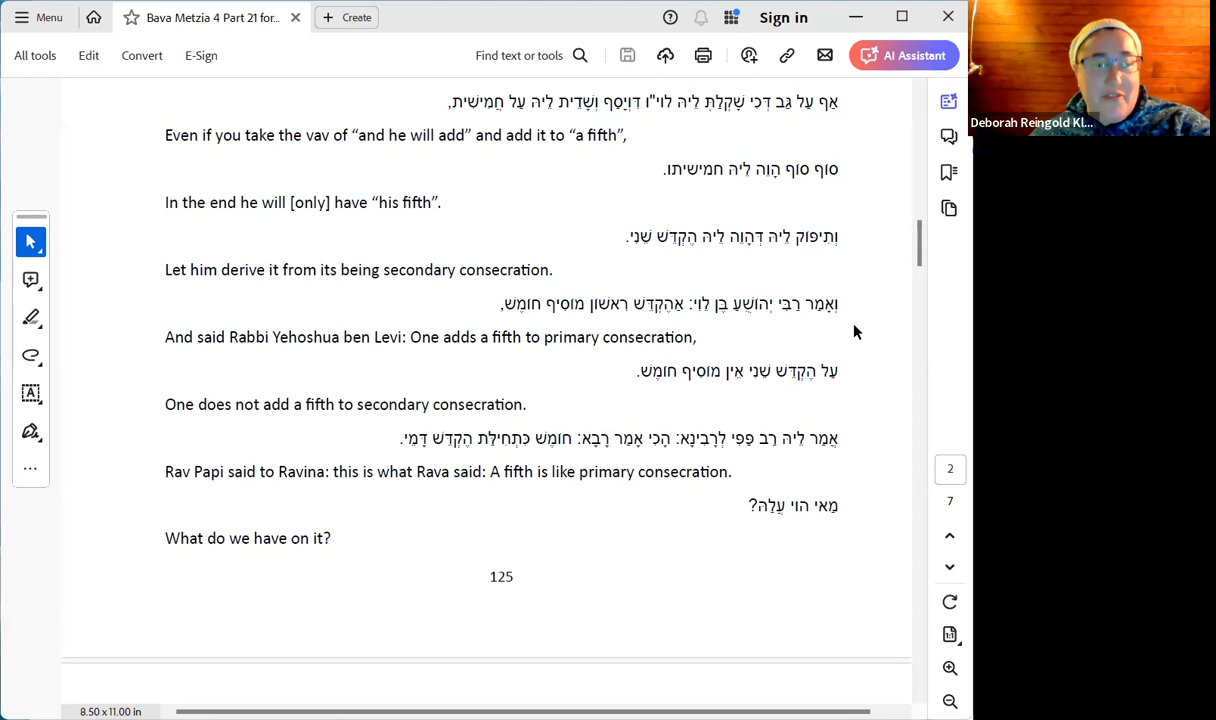 Menu
Bava Metzia 4 Part 21 for...
Create
Sign in
All tools
Edit
Convert
E-Sign
Find text or tools
AI Assistant
Deborah Reingold Kl...
אַף עַל גַּב דְּכִי שָׁקְלַתְּ לֵיהּ לְוי"ו דִּוְיָסַף וְשָׁדֵית לֵיהּ עַל חֲמִישִׁית,
Even if you take the vav of “and he will add” and add it to “a fifth”,
סוֹף סוֹף הָוֵה לֵיהּ חמישיתו.
In the end he will [only] have “his fifth”.
וְתִיפּוֹק לֵיהּ דְּהָוֵה לֵיהּ הֶקְדֵּשׁ שֵׁנִי.
Let him derive it from its being secondary consecration.
וְאָמַר רַבִּי יְהוֹשֻׁעַ בֶּן לֵוִי: אַהֶקְדֵּשׁ רִאשׁוֹן מוֹסִיף חוֹמֶשׁ,
And said Rabbi Yehoshua ben Levi: One adds a fifth to primary consecration,
עַל הֶקְדֵּשׁ שֵׁנִי אֵין מוֹסִיף חוֹמֶשׁ.
One does not add a fifth to secondary consecration.
אֲמַר לֵיהּ רַב פַּפִּי לְרָבִינָא: הָכִי אָמַר רָבָא: חוֹמֶשׁ כִּתְחִילַּת הֶקְדֵּשׁ דָּמֵי.
Rav Papi said to Ravina: this is what Rava said: A fifth is like primary consecration.
מַאי הוי עֲלַהּ?
What do we have on it?
125
2
7
8.50 x 11.00 in